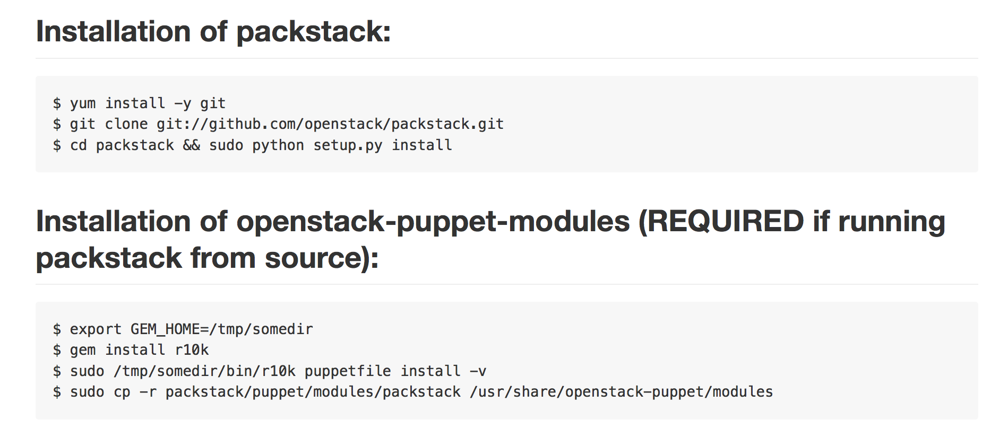 Installation of packstack:
$ yum install -y git
$ git clone git://github.com/openstack/packstack.git
$ cd packstack && sudo python setup.py install
Installation of openstack-puppet-modules (REQUIRED if running
packstack from source):
$ export GEM_HOME=/tmp/somedir
$ gem install r10k
$ sudo /tmp/somedir/bin/r10k puppetfile install -v
$ sudo cp -r packstack/puppet/modules/packstack /usr/share/openstack-puppet/modules